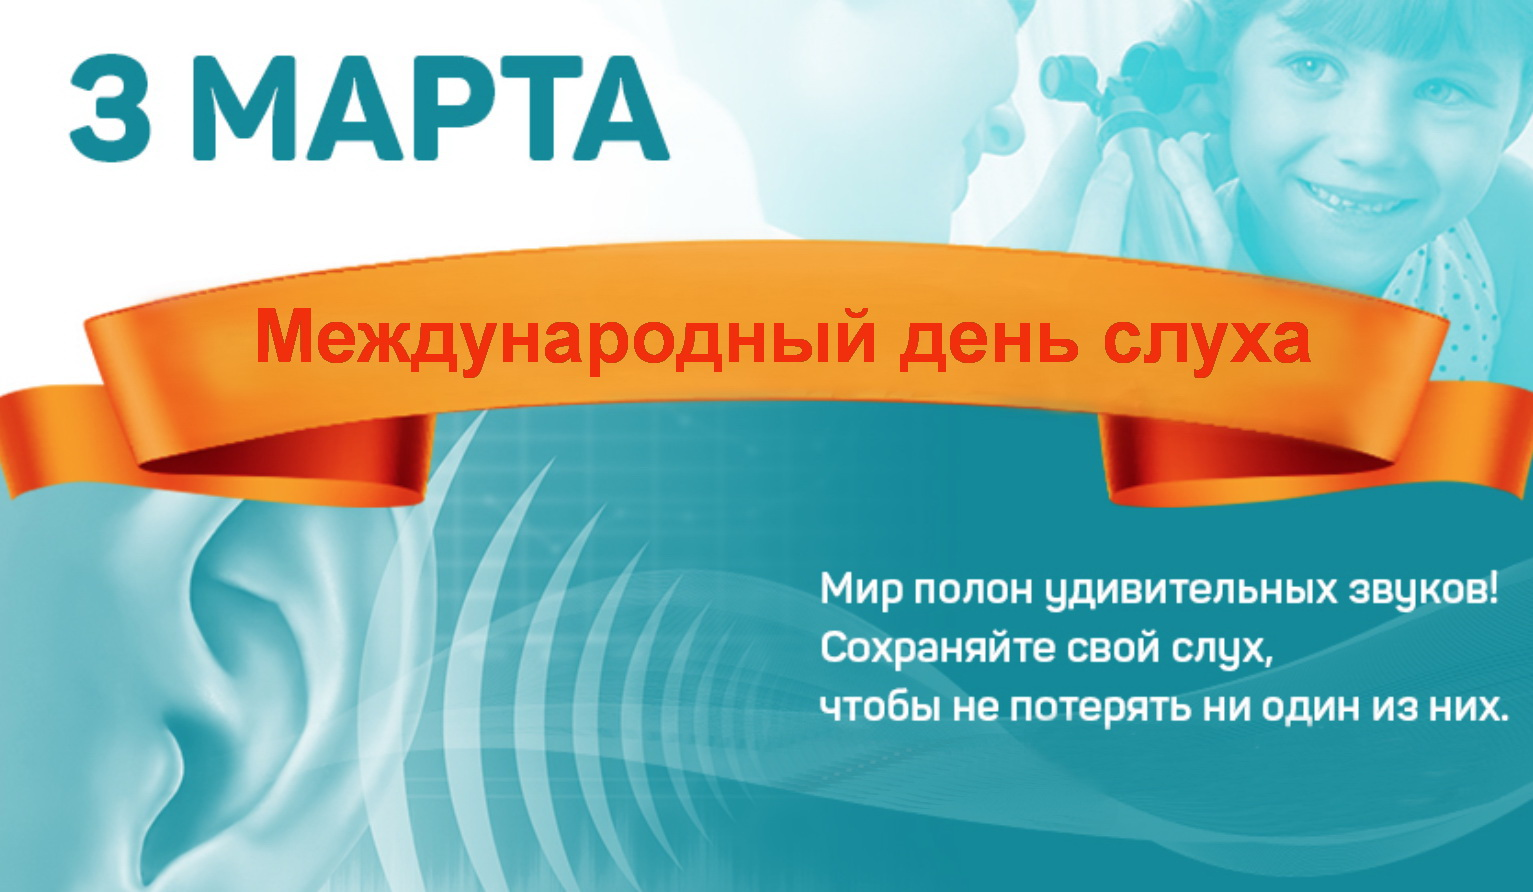 3 МАРТА
Международный день слуха
Мир полон удивительных звуков!
Сохраняйте свой слух,
чтобы не потерять ни один из них.